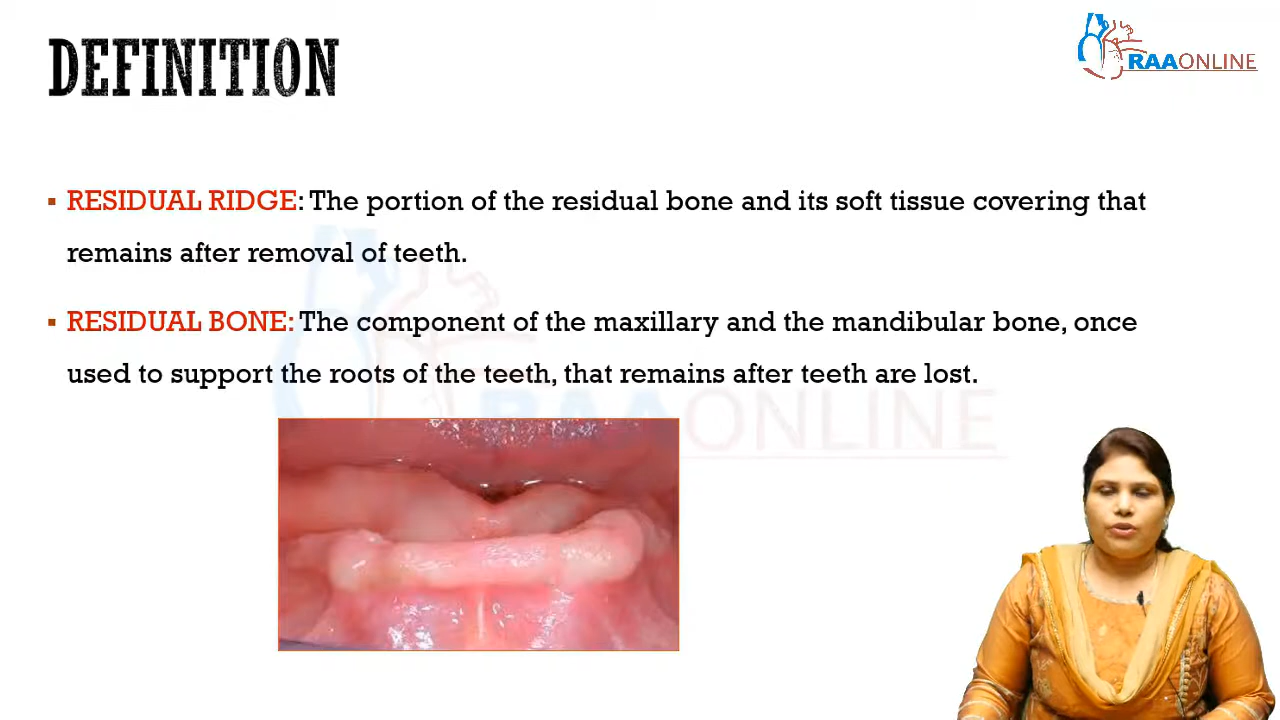 DEFINITION
RAAONLINE
▪ RESIDUAL RIDGE: The portion of the residual bone and its soft tissue covering that
remains after removal of teeth.
▪ RESIDUAL BONE: The component of the maxillary and the mandibular bone, once
used to support the roots of the teeth, that remains after teeth are lost.
RAAONLINE